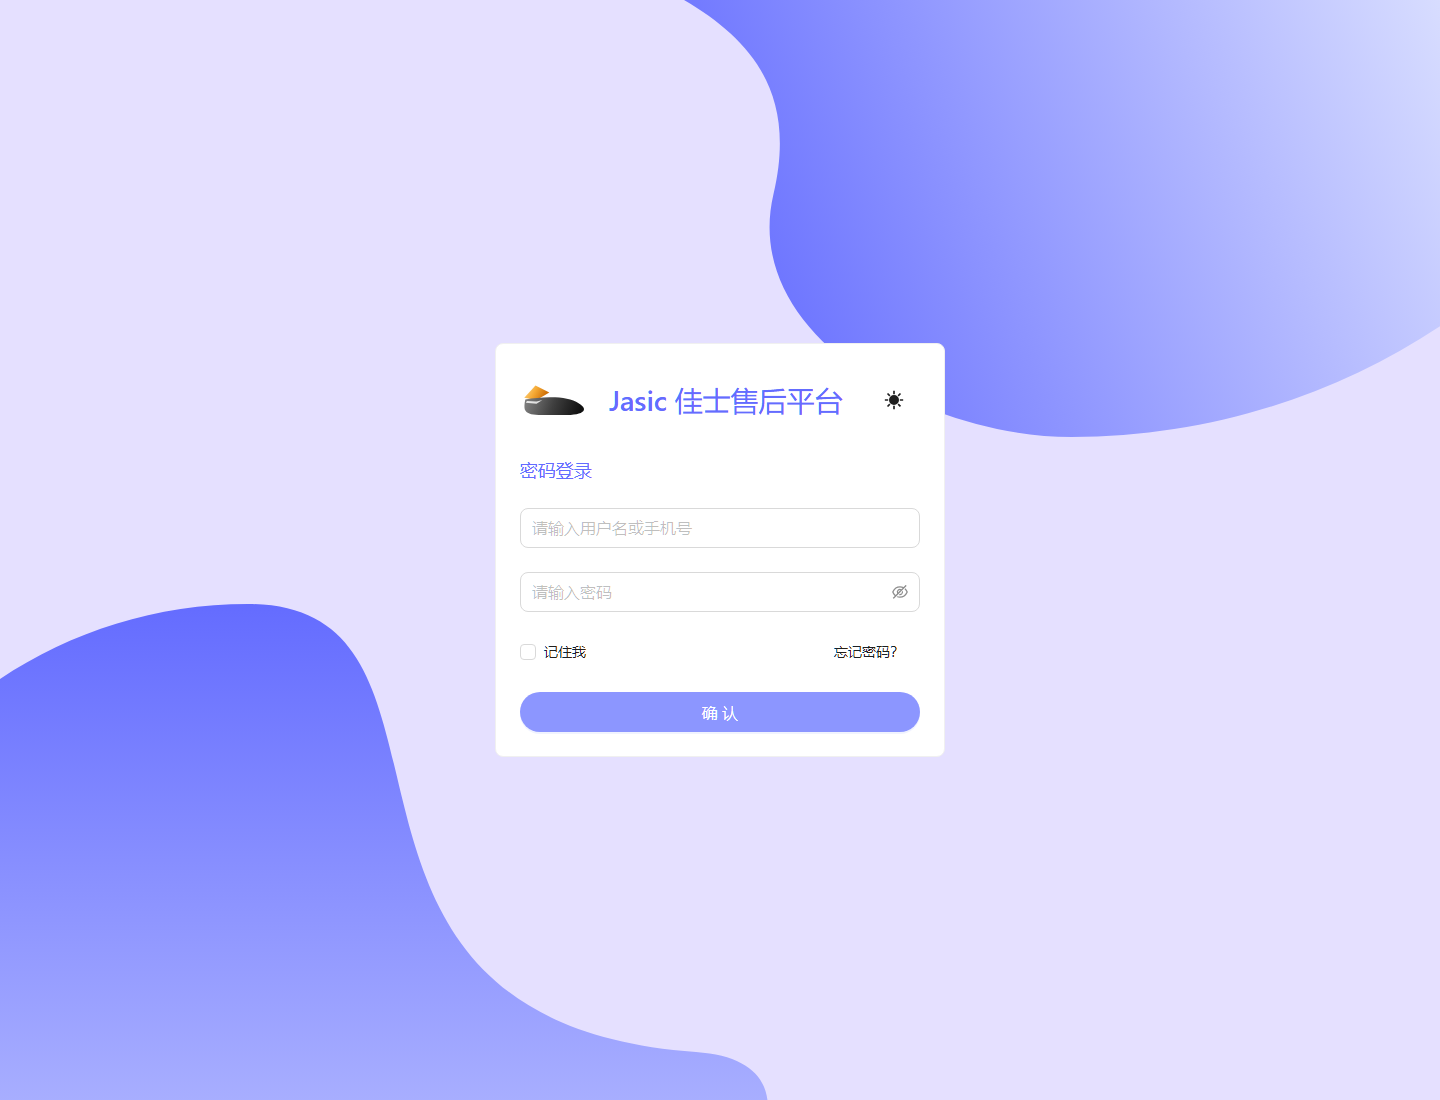 Jasic 佳士售后平台
密码登录
请输入用户名或手机号
请输入密码
记住我 忘记密码?
确 认